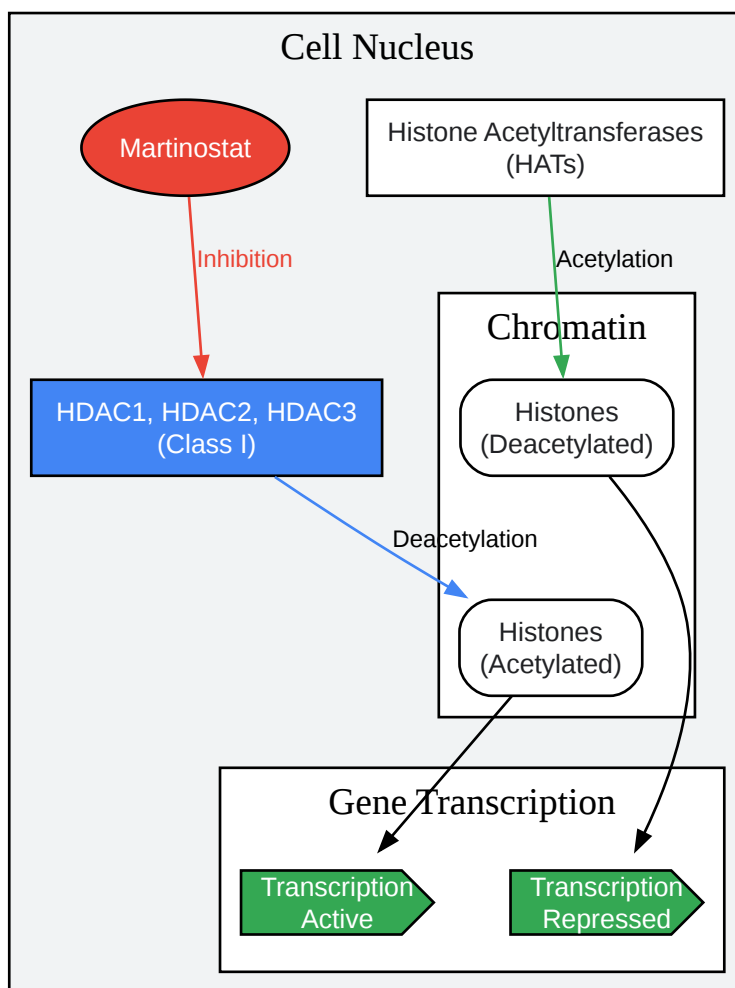 Cell Nucleus
Martinostat
Histone Acetyltransferases
(HATs)
Inhibition
Acetylation
Chromatin
HDAC1, HDAC2, HDAC3
(Class I)
Histones
(Deacetylated)
Deacetylation
Histones
(Acetylated)
Gene Transcription
Transcription
Active
Transcription
Repressed